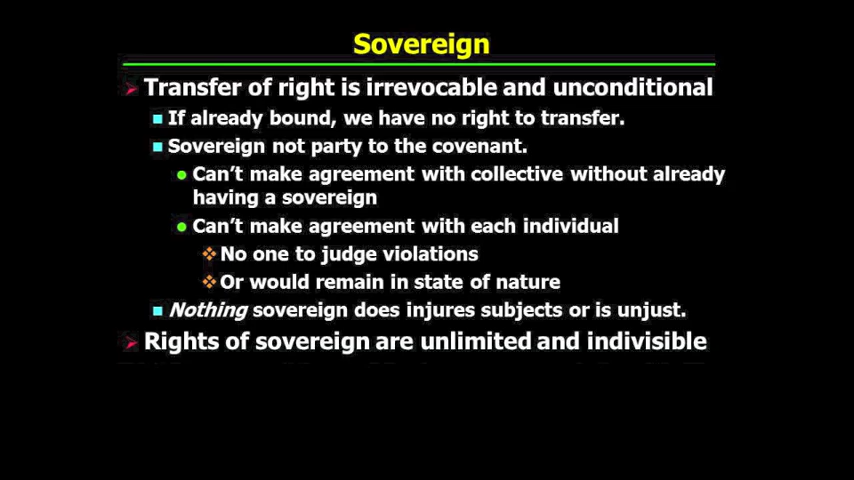 Sovereign
Transfer of right is irrevocable and unconditional
If already bound, we have no right to transfer.
Sovereign not party to the covenant.
Can't make agreement with collective without already
having a sovereign
Can't make agreement with each individual
No one to judge violations
Or would remain in state of nature
Nothing sovereign does injures subjects or is unjust.
Rights of sovereign are unlimited and indivisible